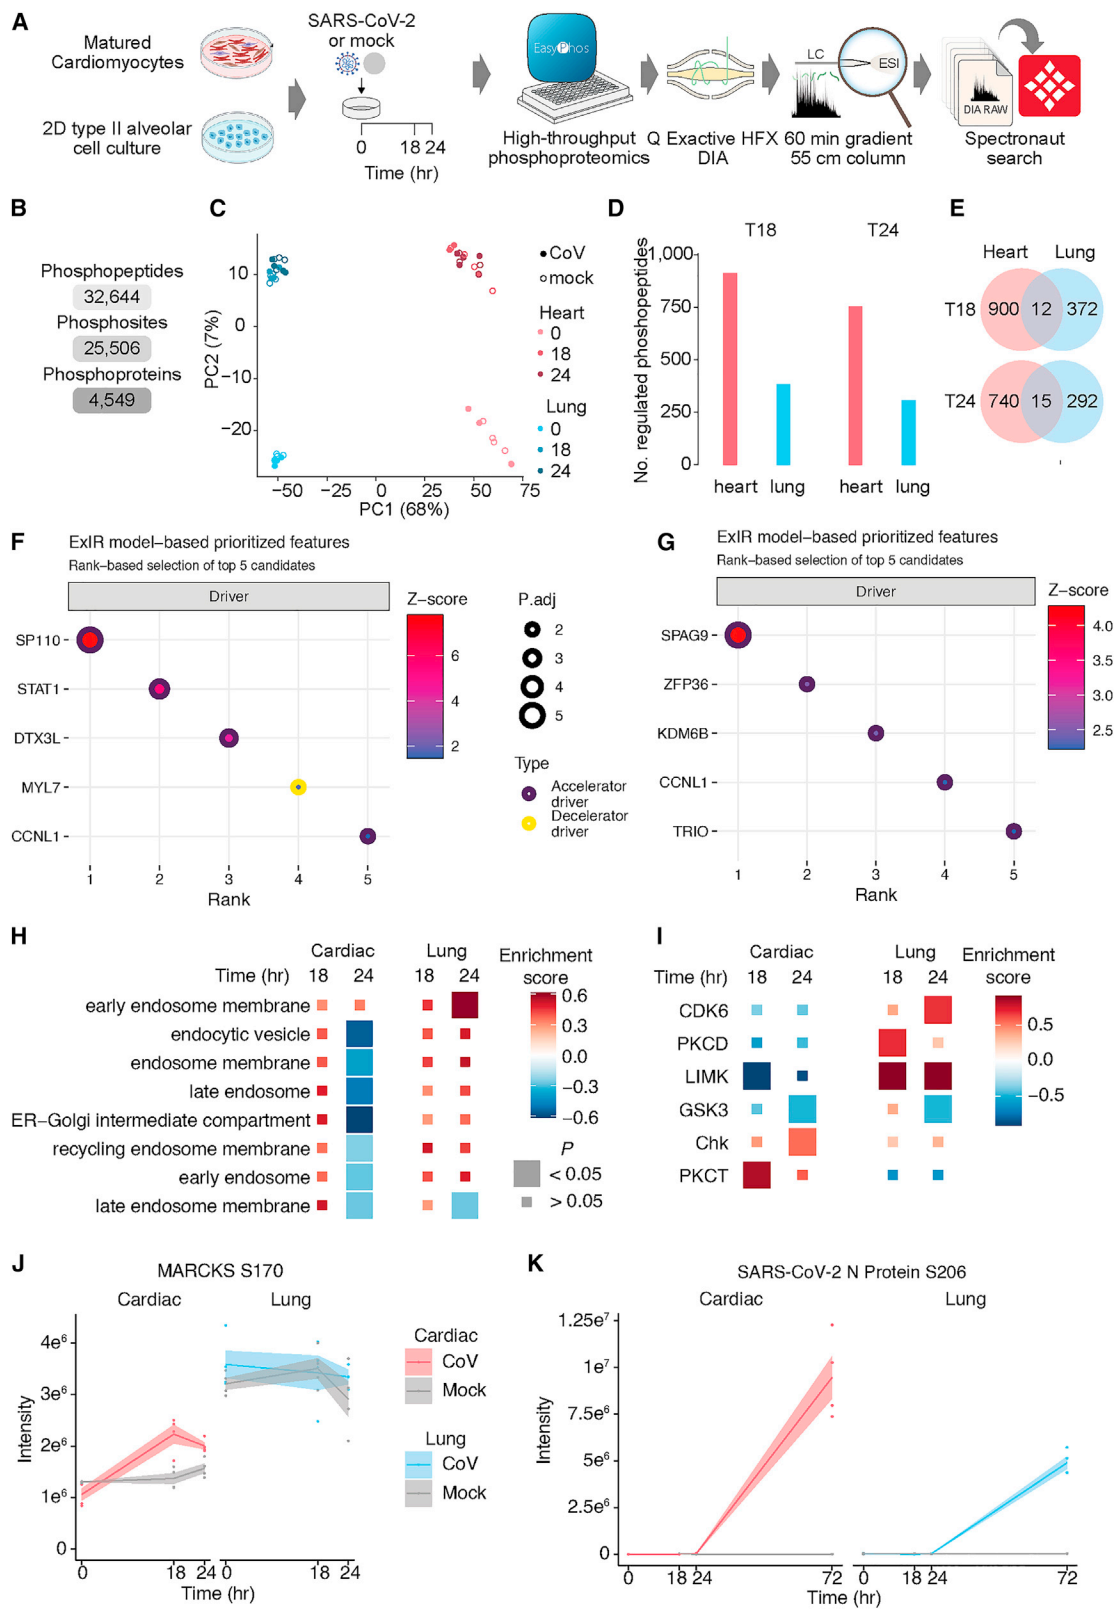 A
Matured
Cardiomyocytes
2D type II alveolar
cell culture
SARS-CoV-2
or mock
0 18 24
Time (hr)
EasyPhos
High-throughput
phosphoproteomics
Q Exactive HFX
DIA
LC
ESI
60 min gradient
55 cm column
DIA RAW
Spectronaut
search
B
Phosphopeptides
32,644
Phosphosites
25,506
Phosphoproteins
4,549
C
PC2 (7%)
10
0
−10
−20
−50 −25 0 25 50 75
PC1 (68%)
CoV
mock
Heart
0
18
24
Lung
0
18
24
D
T18 T24
No. regulated phoshopeptides
1,000
750
500
250
0
heart lung heart lung
E
Heart Lung
T18 900 12 372
T24 740 15 292
F
ExIR model−based prioritized features
Rank−based selection of top 5 candidates
Driver
SP110
STAT1
DTX3L
MYL7
CCNL1
1 2 3 4 5
Rank
Z−score
6
4
2
P.adj
2
3
4
5
Type
Accelerator
driver
Decelerator
driver
G
ExIR model−based prioritized features
Rank−based selection of top 5 candidates
Driver
SPAG9
ZFP36
KDM6B
CCNL1
TRIO
1 2 3 4 5
Rank
Z−score
4.0
3.5
3.0
2.5
H
Cardiac Lung
Time (hr) 18 24 18 24
early endosome membrane
endocytic vesicle
endosome membrane
late endosome
ER−Golgi intermediate compartment
recycling endosome membrane
early endosome
late endosome membrane
Enrichment
score
0.6
0.3
0.0
−0.3
−0.6
P
< 0.05
> 0.05
I
Cardiac Lung
Time (hr) 18 24 18 24
CDK6
PKCD
LIMK
GSK3
Chk
PKCT
Enrichment
score
0.5
0.0
−0.5
J
MARCKS S170
Cardiac Lung
Intensity
4e⁶
3e⁶
2e⁶
1e⁶
0
0 18 24 0 18 24
Time (hr)
Cardiac
CoV
Mock
Lung
CoV
Mock
K
SARS-CoV-2 N Protein S206
Cardiac Lung
Intensity
1.25e⁷
1e⁷
7.5e⁶
5e⁶
2.5e⁶
0
0 18 24 72 0 18 24 72
Time (hr)